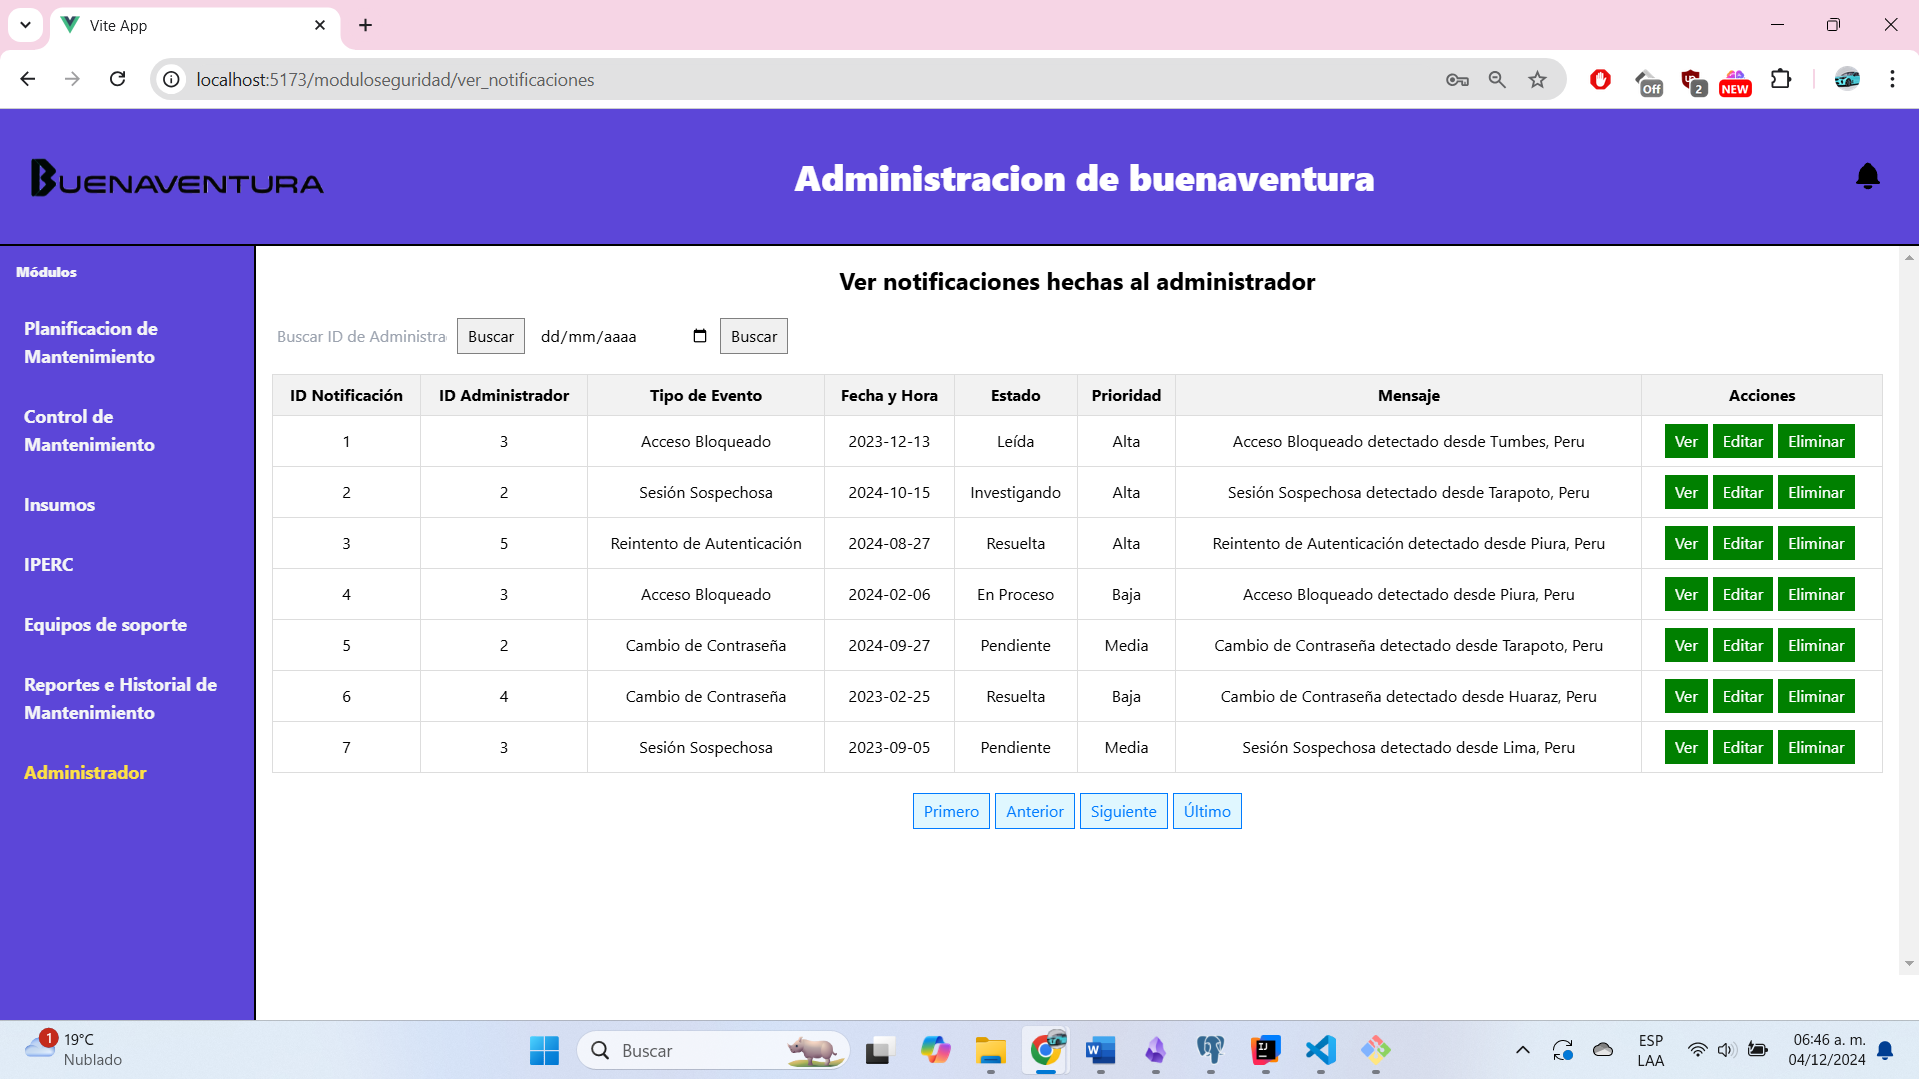 Vite App
localhost:5173/moduloseguridad/ver_notificaciones
Off
2
NEW
BUENAVENTURA
Administracion de buenaventura
Módulos
Planificacion de
Mantenimiento
Control de
Mantenimiento
Insumos
IPERC
Equipos de soporte
Reportes e Historial de
Mantenimiento
Administrador
Ver notificaciones hechas al administrador
Buscar ID de Administra Buscar dd/mm/aaaa Buscar
ID Notificación ID Administrador Tipo de Evento Fecha y Hora Estado Prioridad Mensaje Acciones
1 3 Acceso Bloqueado 2023-12-13 Leída Alta Acceso Bloqueado detectado desde Tumbes, Peru Ver Editar Eliminar
2 2 Sesión Sospechosa 2024-10-15 Investigando Alta Sesión Sospechosa detectado desde Tarapoto, Peru Ver Editar Eliminar
3 5 Reintento de Autenticación 2024-08-27 Resuelta Alta Reintento de Autenticación detectado desde Piura, Peru Ver Editar Eliminar
4 3 Acceso Bloqueado 2024-02-06 En Proceso Baja Acceso Bloqueado detectado desde Piura, Peru Ver Editar Eliminar
5 2 Cambio de Contraseña 2024-09-27 Pendiente Media Cambio de Contraseña detectado desde Tarapoto, Peru Ver Editar Eliminar
6 4 Cambio de Contraseña 2023-02-25 Resuelta Baja Cambio de Contraseña detectado desde Huaraz, Peru Ver Editar Eliminar
7 3 Sesión Sospechosa 2023-09-05 Pendiente Media Sesión Sospechosa detectado desde Lima, Peru Ver Editar Eliminar
Primero Anterior Siguiente Último
1
19°C
Nublado
Buscar
ESP
LAA
06:46 a. m.
04/12/2024